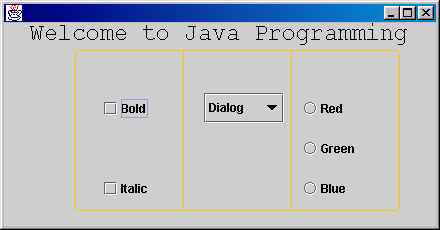 Welcome to Java Programming
Bold
Dialog
Red
Green
Italic
Blue